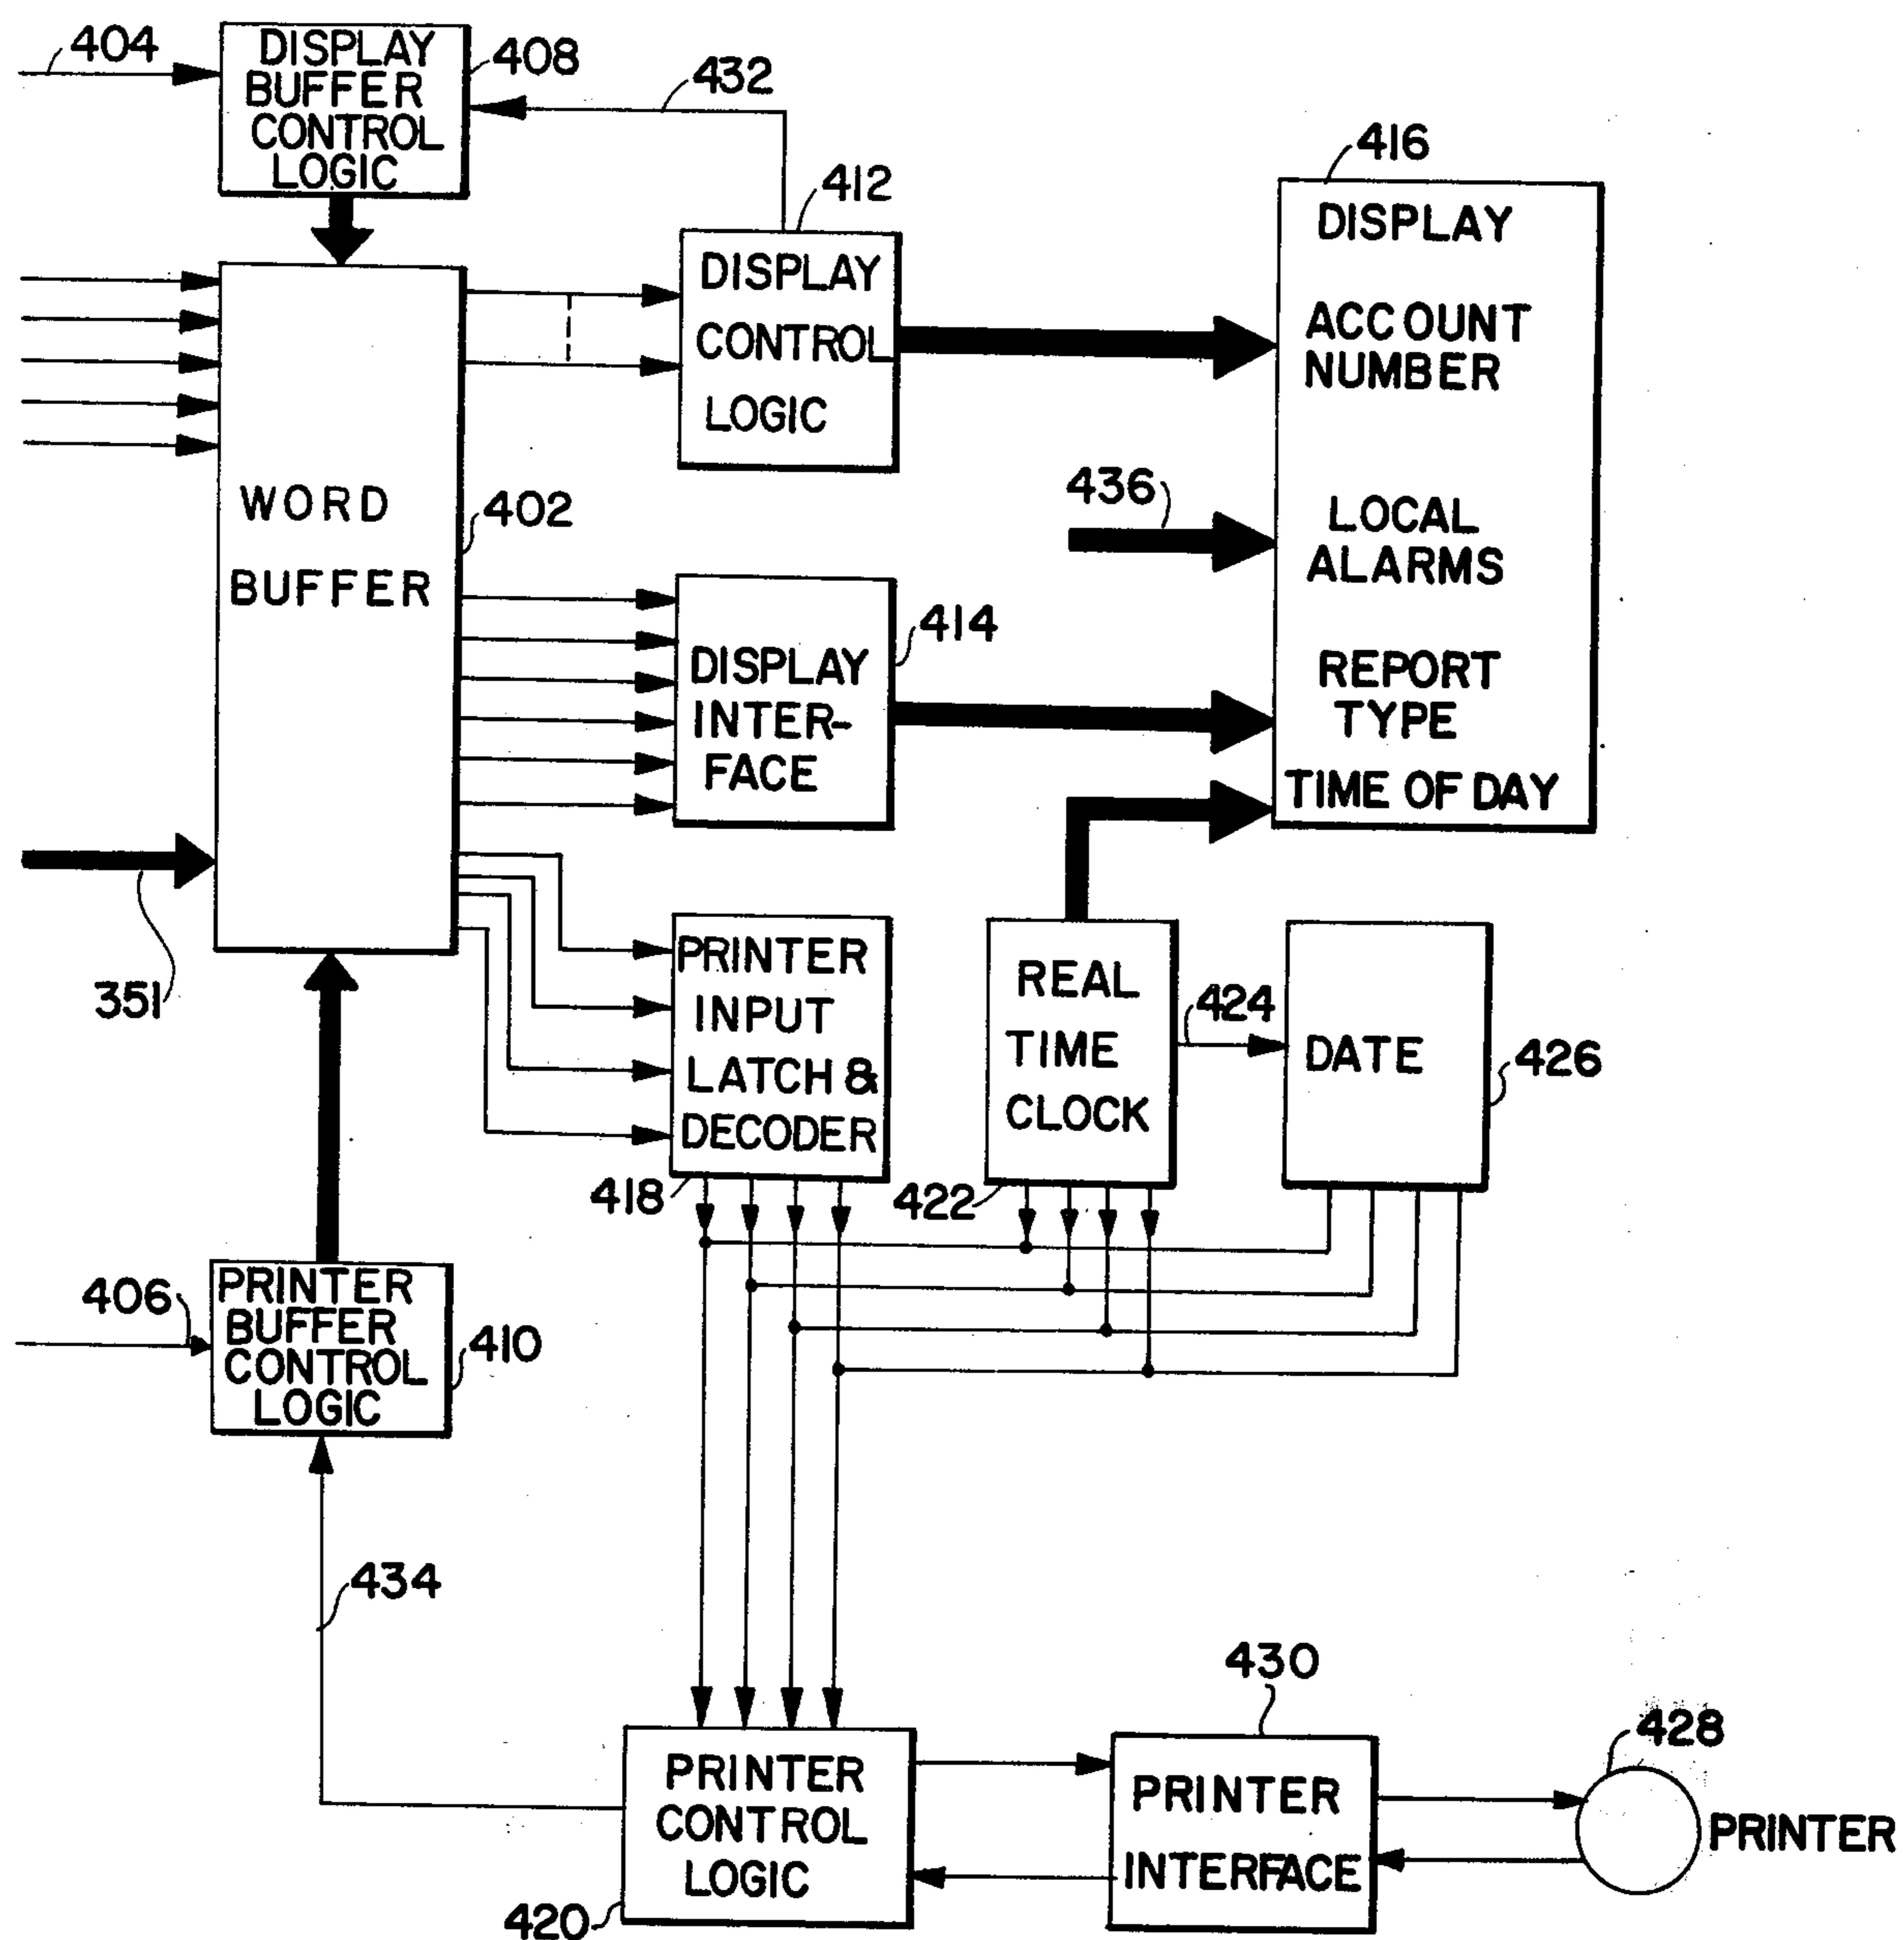 404
DISPLAY
BUFFER
CONTROL
LOGIC
408
432
412
416
DISPLAY
CONTROL
LOGIC
DISPLAY
ACCOUNT
NUMBER
LOCAL
ALARMS
REPORT
TYPE
TIME OF DAY
436
WORD
BUFFER
402
DISPLAY
INTER-
FACE
414
351
PRINTER
INPUT
LATCH &
DECODER
418
REAL
TIME
CLOCK
422
424
DATE
426
406
PRINTER
BUFFER
CONTROL
LOGIC
410
434
PRINTER
CONTROL
LOGIC
420
430
PRINTER
INTERFACE
428
PRINTER